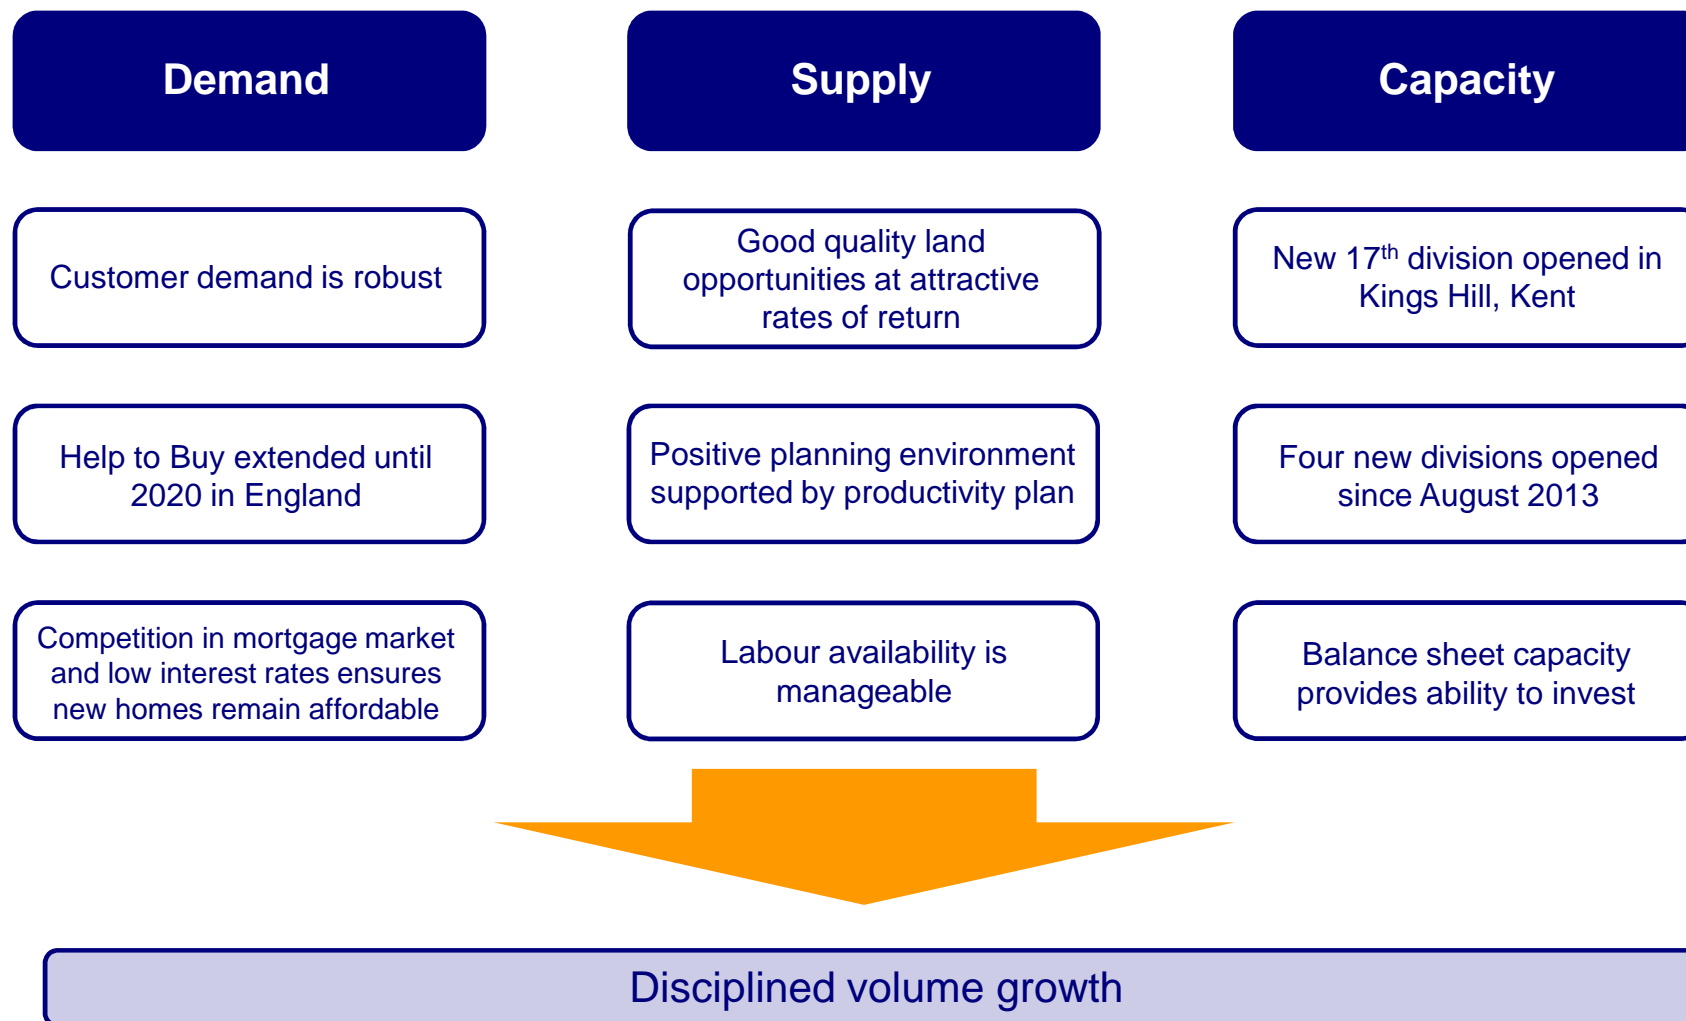 Demand
Supply
Capacity
Customer demand is robust
Good quality land
opportunities at attractive
rates of return
New 17th division opened in
Kings Hill, Kent
Help to Buy extended until
2020 in England
Positive planning environment
supported by productivity plan
Four new divisions opened
since August 2013
Competition in mortgage market
and low interest rates ensures
new homes remain affordable
Labour availability is
manageable
Balance sheet capacity
provides ability to invest
Disciplined volume growth